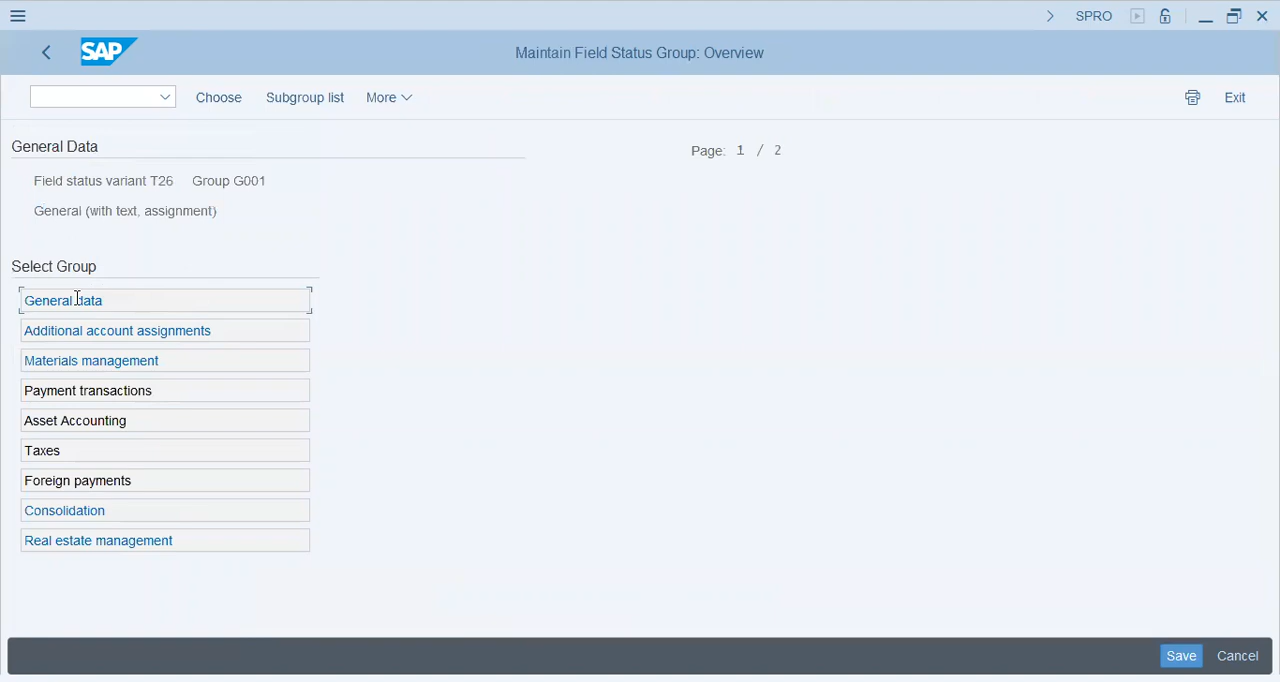 SPRO
SAP
Maintain Field Status Group: Overview
Choose
Subgroup list
More
Exit
General Data
Page: 1 / 2
Field status variant T26 Group G001
General (with text, assignment)
Select Group
General data
Additional account assignments
Materials management
Payment transactions
Asset Accounting
Taxes
Foreign payments
Consolidation
Real estate management
Save
Cancel